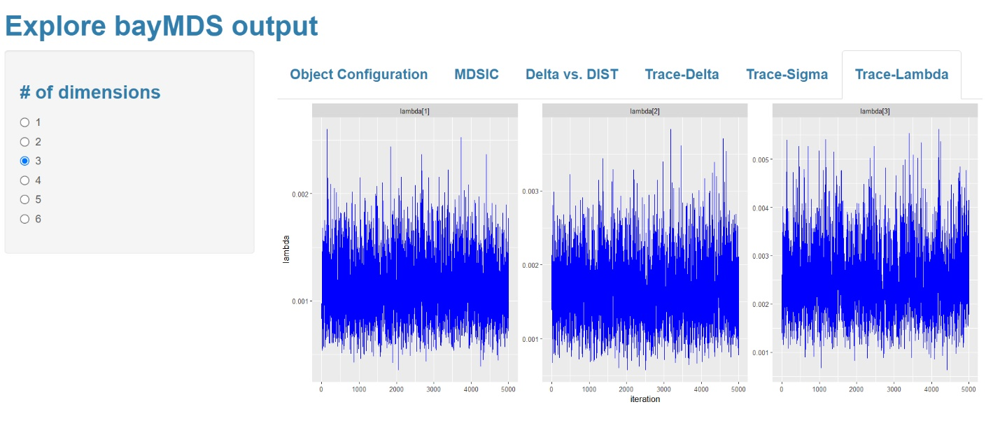 Explore bayMDS output
# of dimensions
1
2
3
4
5
6
Object Configuration MDSIC Delta vs. DIST Trace-Delta Trace-Sigma Trace-Lambda
lambda[1] lambda[2] lambda[3]
lambda
0.002
0.001
0.003
0.002
0.001
0.005
0.004
0.003
0.002
0.001
0 1000 2000 3000 4000 5000 0 1000 2000 3000 4000 5000 0 1000 2000 3000 4000 5000
iteration